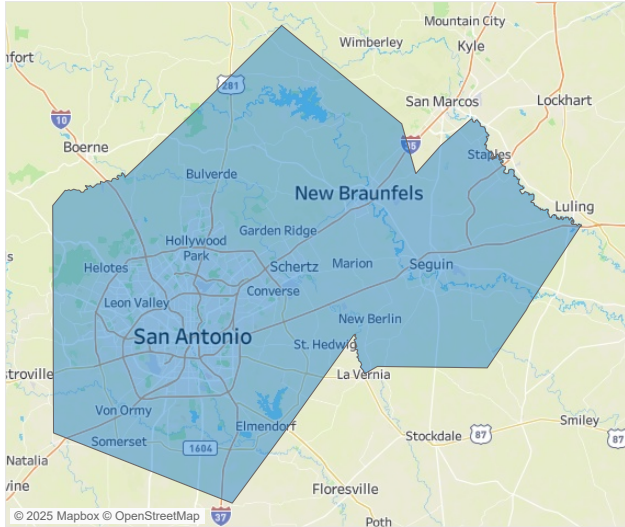 Mountain City
Wimberley
Kyle
nfort
281
San Marcos
Lockhart
10
35
Boerne
Staples
Bulverde
New Braunfels
Luling
Garden Ridge
Hollywood
Park
s
Helotes
Schertz
Marion
Seguin
Converse
Leon Valley
New Berlin
San Antonio
St. Hedwig
stroville
La Vernia
Von Ormy
Smiley
Elmendorf
Somerset
1604
Stockdale
87
87
Natalia
vine
Floresville
© 2025 Mapbox © OpenStreetMap
37
Poth